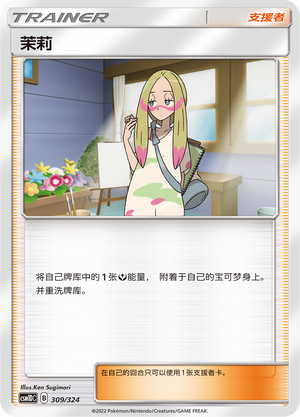 TRAINER 支援者
茉莉
将自己牌库中的1张能量，附着于自己的宝可梦身上。
并重洗牌库。
Illus.Ken Sugimori
在自己的回合只可以使用1张支援者卡。
B 309/324
©2022 Pokémon/Nintendo/Creatures/GAME FREAK.